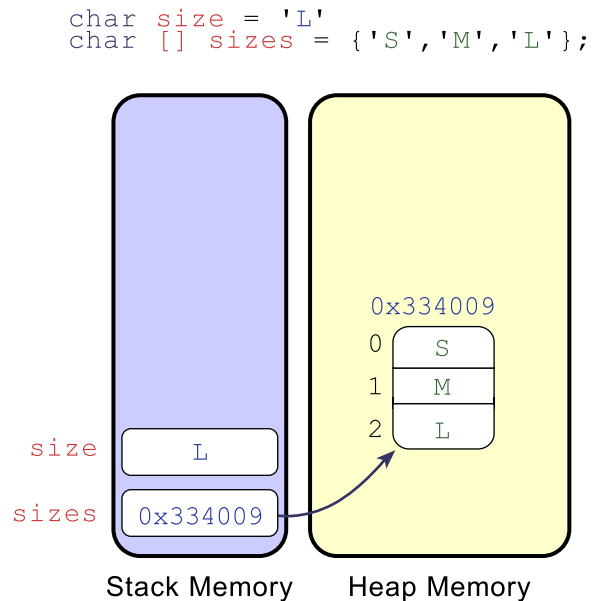 char size = 'L'
char [] sizes = {'S','M','L'};
0x334009
0 S
1 M
2 L
size L
sizes 0x334009
Stack Memory Heap Memory